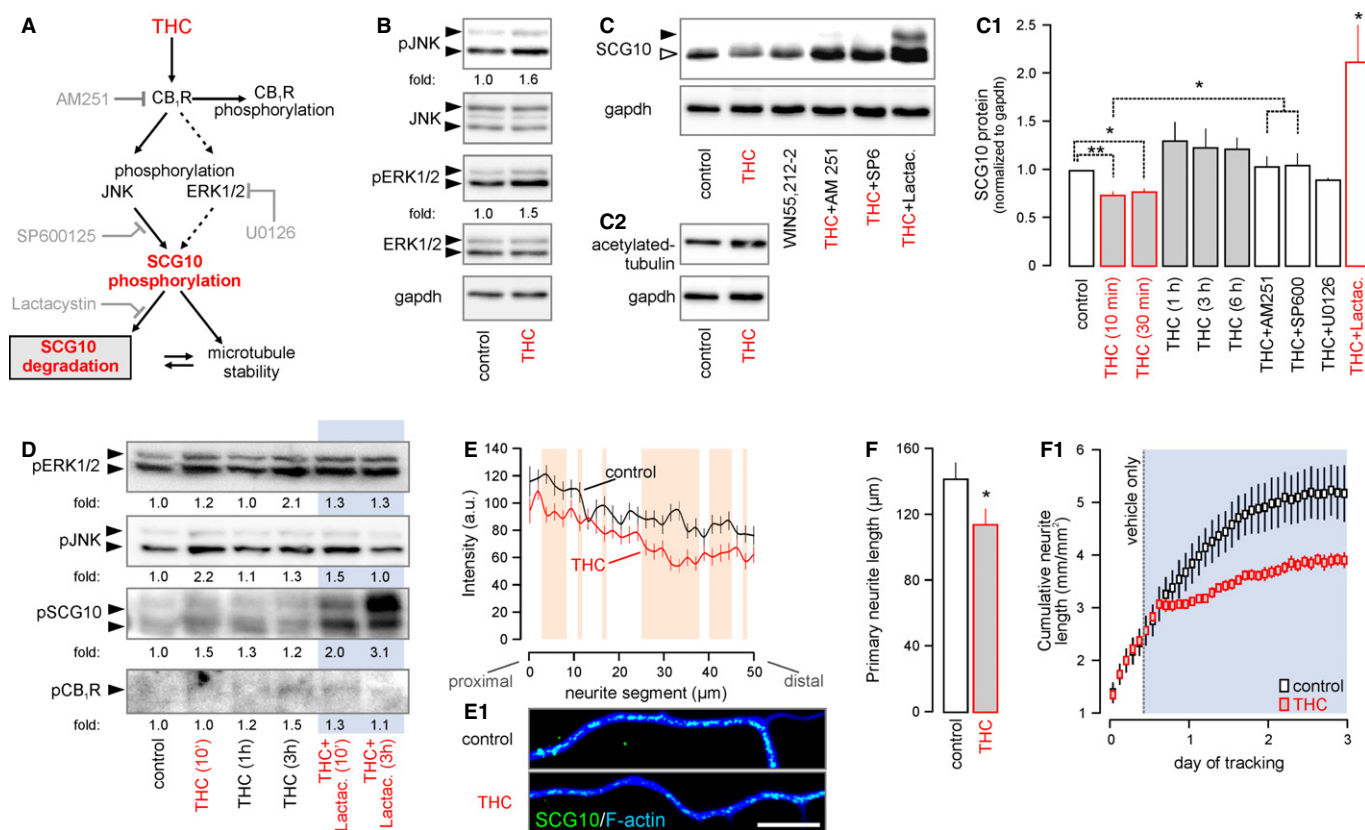 A
THC
AM251
CB₁R
CB₁R
phosphorylation
phosphorylation
JNK
ERK1/2
SP600125
U0126
SCG10
phosphorylation
Lactacystin
SCG10
degradation
microtubule
stability
B
pJNK
fold: 1.0 1.6
JNK
pERK1/2
fold: 1.0 1.5
ERK1/2
gapdh
control
THC
C
SCG10
gapdh
control
THC
WIN55,212-2
THC+AM 251
THC+SP6
THC+Lactac.
C2
acetylated-
tubulin
gapdh
control
THC
C1
SCG10 protein
(normalized to gapdh)
2.5
2.0
1.5
1.0
0.5
0
*
*
*
**
control
THC (10 min)
THC (30 min)
THC (1 h)
THC (3 h)
THC (6 h)
THC+AM251
THC+SP600
THC+U0126
THC+Lactac.
D
pERK1/2
fold: 1.0 1.2 1.0 2.1 1.3 1.3
pJNK
fold: 1.0 2.2 1.1 1.3 1.5 1.0
pSCG10
fold: 1.0 1.5 1.3 1.2 2.0 3.1
pCB₁R
fold: 1.0 1.0 1.2 1.5 1.3 1.1
control
THC (10')
THC (1h)
THC (3h)
THC+
Lactac. (10')
THC+
Lactac. (3h)
E
Intensity (a.u.)
140
120
100
80
60
40
20
0
control
THC
0 10 20 30 40 50
proximal
neurite segment (µm)
distal
E1
control
THC
SCG10/F-actin
F
Primary neurite length (µm)
160
120
80
40
0
*
control
THC
F1
Cumulative neurite
length (mm/mm²)
6
5
4
3
2
1
vehicle only
control
THC
0 1 2 3
day of tracking